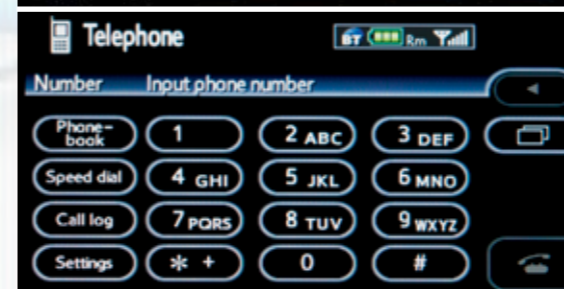 Telephone BT Rm
Number Input phone number
Phone-
book 1 2 ABC 3 DEF
Speed dial 4 GHI 5 JKL 6 MNO
Call log 7 PQRS 8 TUV 9 WXYZ
Settings * + 0 #